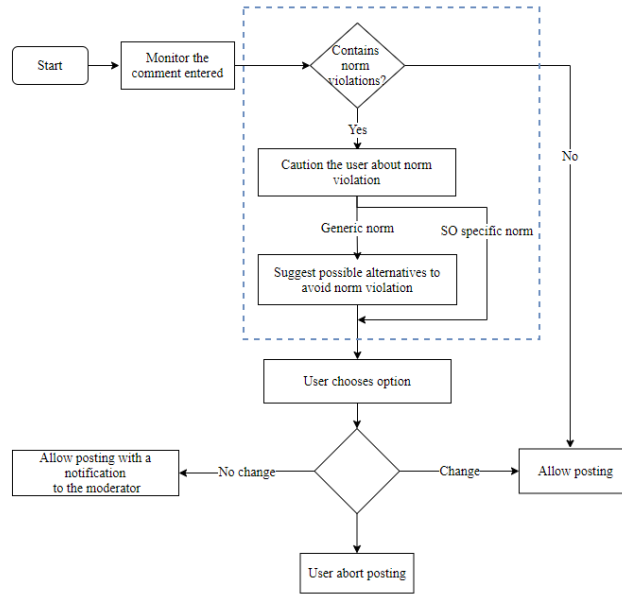 Start
Monitor the
comment entered
Contains
norm
violations?
Yes
No
Caution the user about norm
violation
Generic norm
SO specific norm
Suggest possible alternatives to
avoid norm violation
User chooses option
Allow posting with a
notification
to the moderator
No change
Change
Allow posting
User abort posting